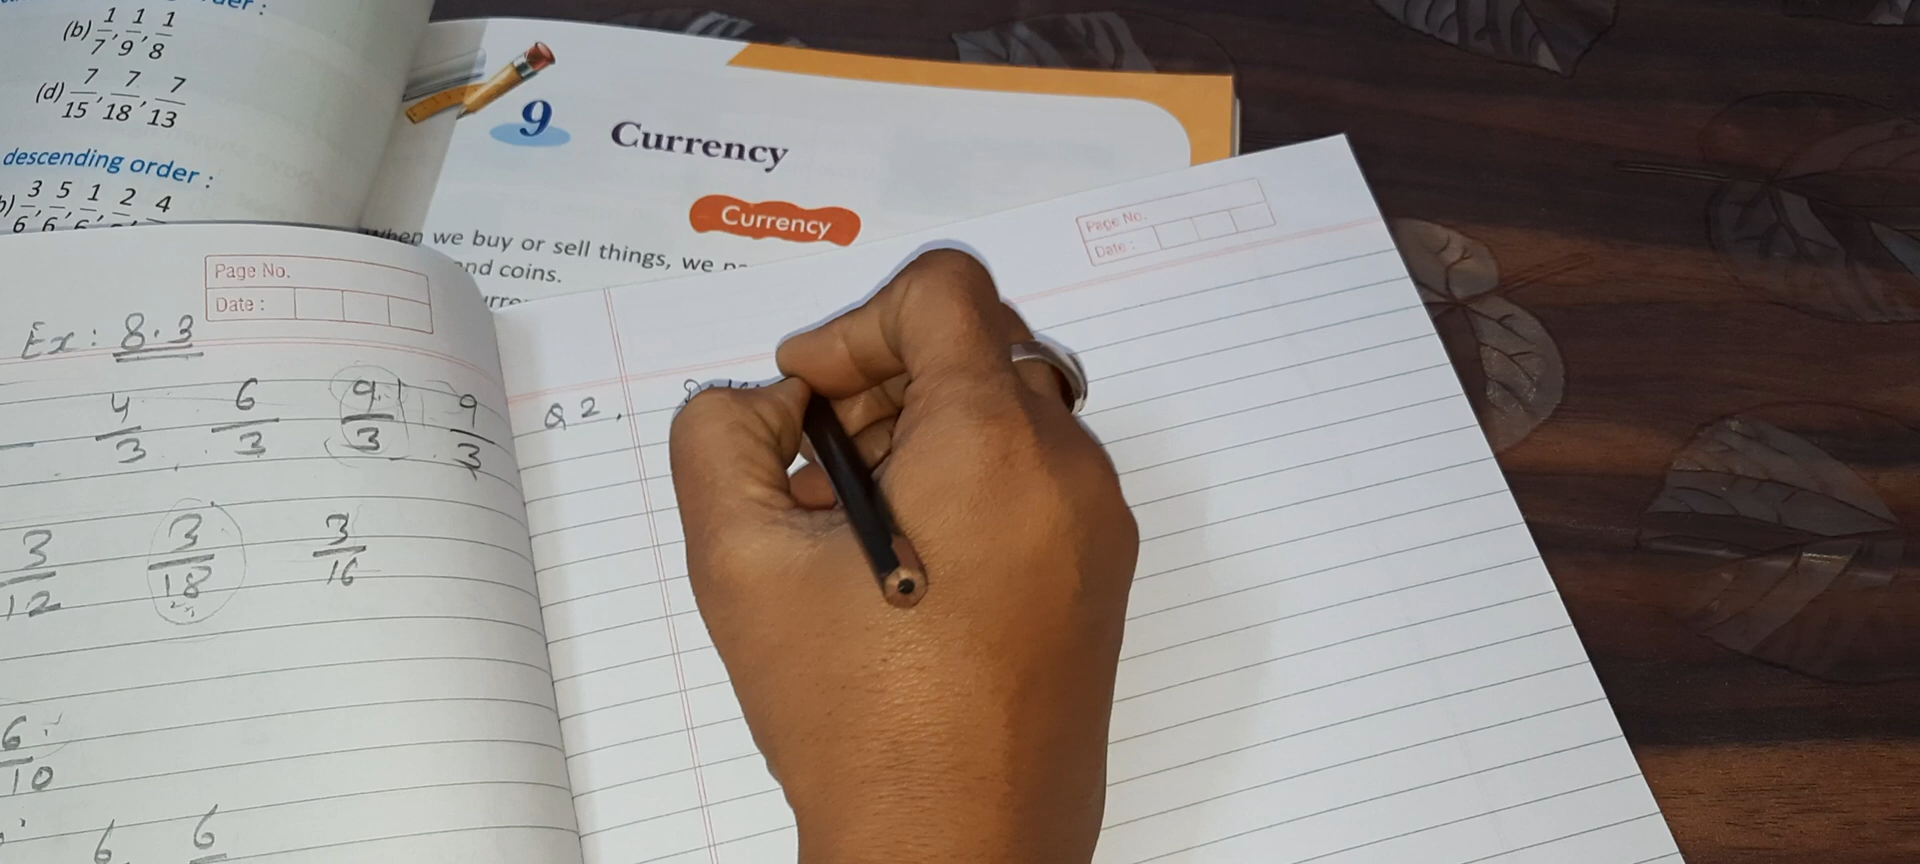 (b) 1/7, 1/9, 1/8
(d) 7/15, 7/18, 7/13
descending order :
3/6, 5/6, 1/6, 2, 4
9 Currency
Currency
When we buy or sell things, we
and coins.
Page No.
Date :
Ex : 8.3
4/3 6/3 9/3 9/3
3/12 3/18 3/16
6/10
6 6
Page No.
Date :
Q 2.